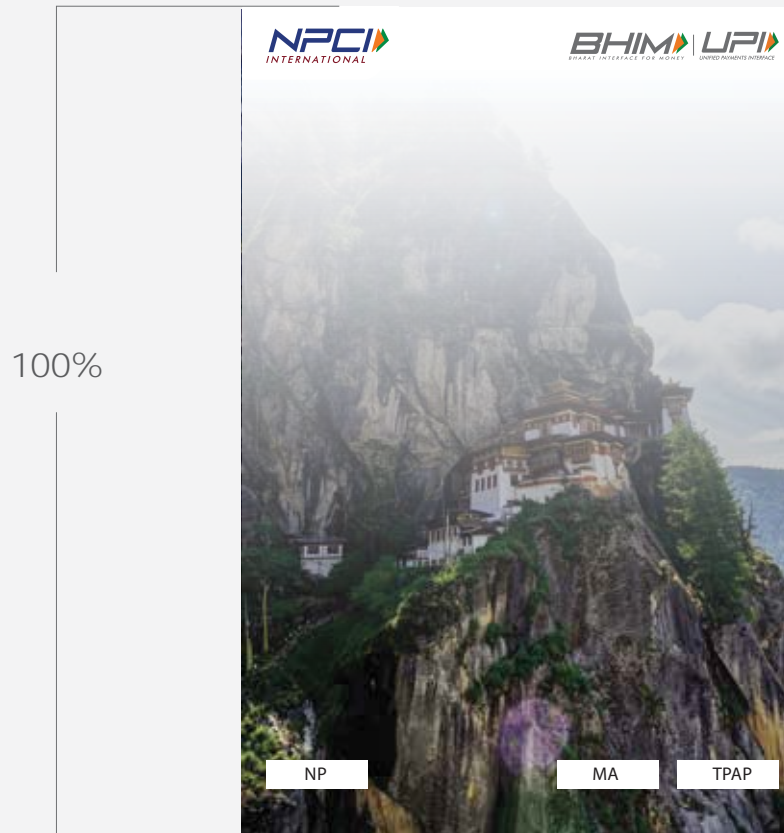 NPCI
INTERNATIONAL
BHIM
BHARAT INTERFACE FOR MONEY
UPI
UNIFIED PAYMENTS INTERFACE
100%
NP
MA
TPAP